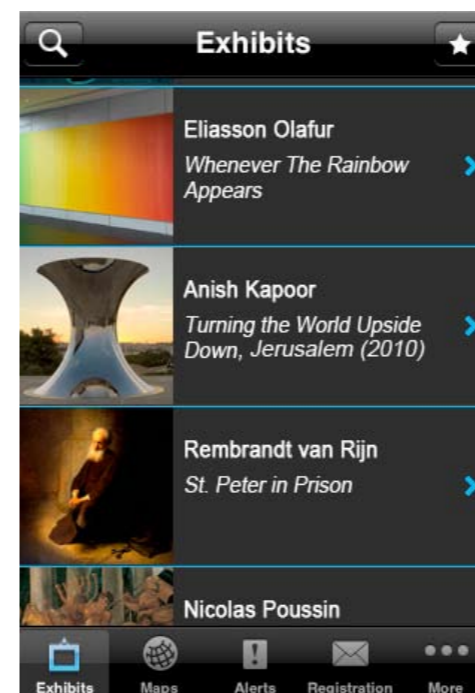 Exhibits
Eliasson Olafur
Whenever The Rainbow
Appears
Anish Kapoor
Turning the World Upside
Down, Jerusalem (2010)
Rembrandt van Rijn
St. Peter in Prison
Nicolas Poussin
Exhibits Maps Alerts Registration More